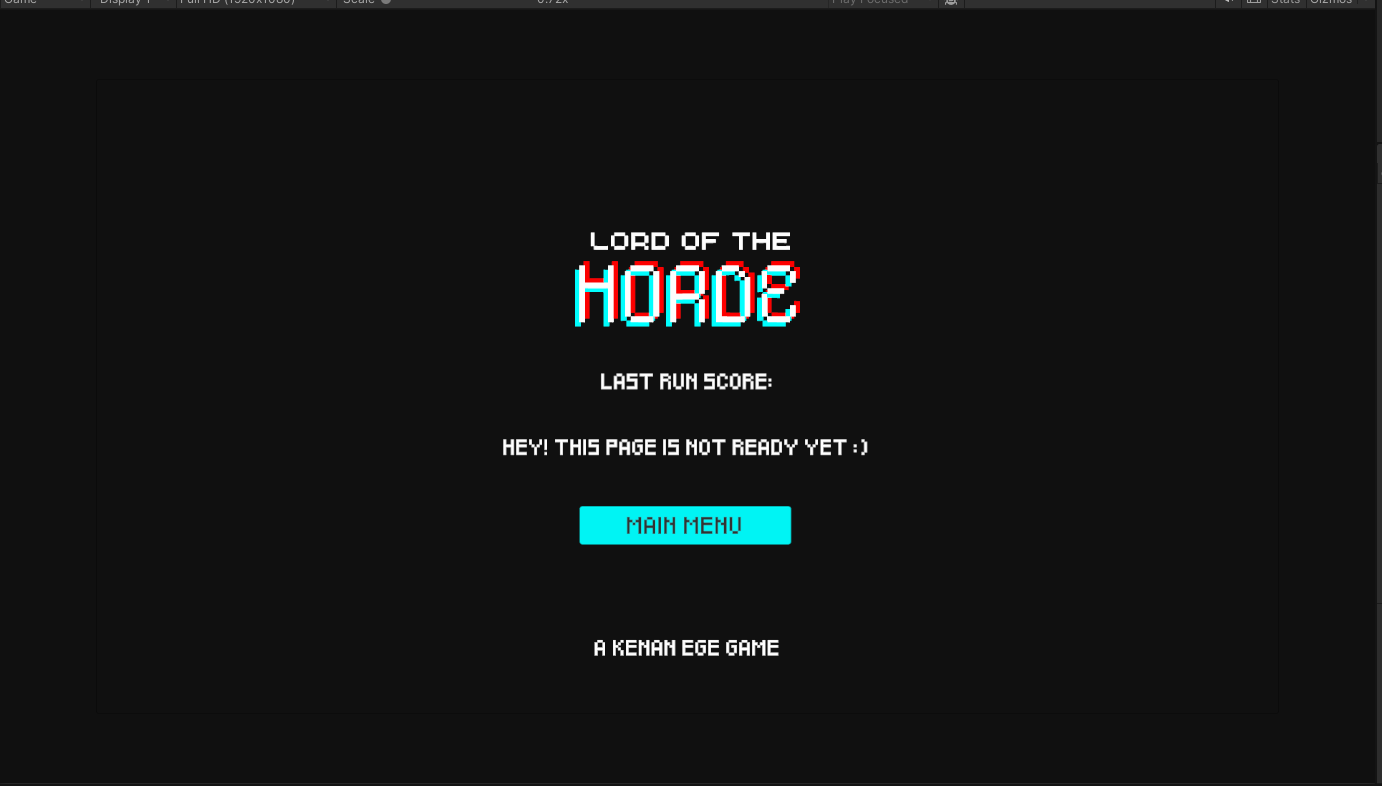 Game Display 1 Full HD (1920x1080) Scale 0.72x Play Focused Stats Gizmos
LORD OF THE
HORDE
LAST RUN SCORE:
HEY! THIS PAGE IS NOT READY YET :)
MAIN MENU
A KENAN EGE GAME